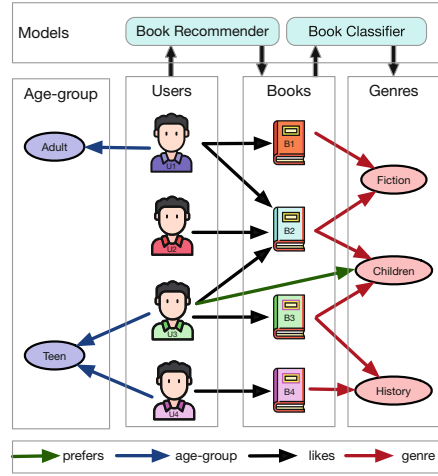 Models
Book Recommender
Book Classifier
Age-group
Users
Books
Genres
Adult
U1
B1
Fiction
U2
B2
Children
U3
B3
Teen
U4
B4
History
prefers
age-group
likes
genre